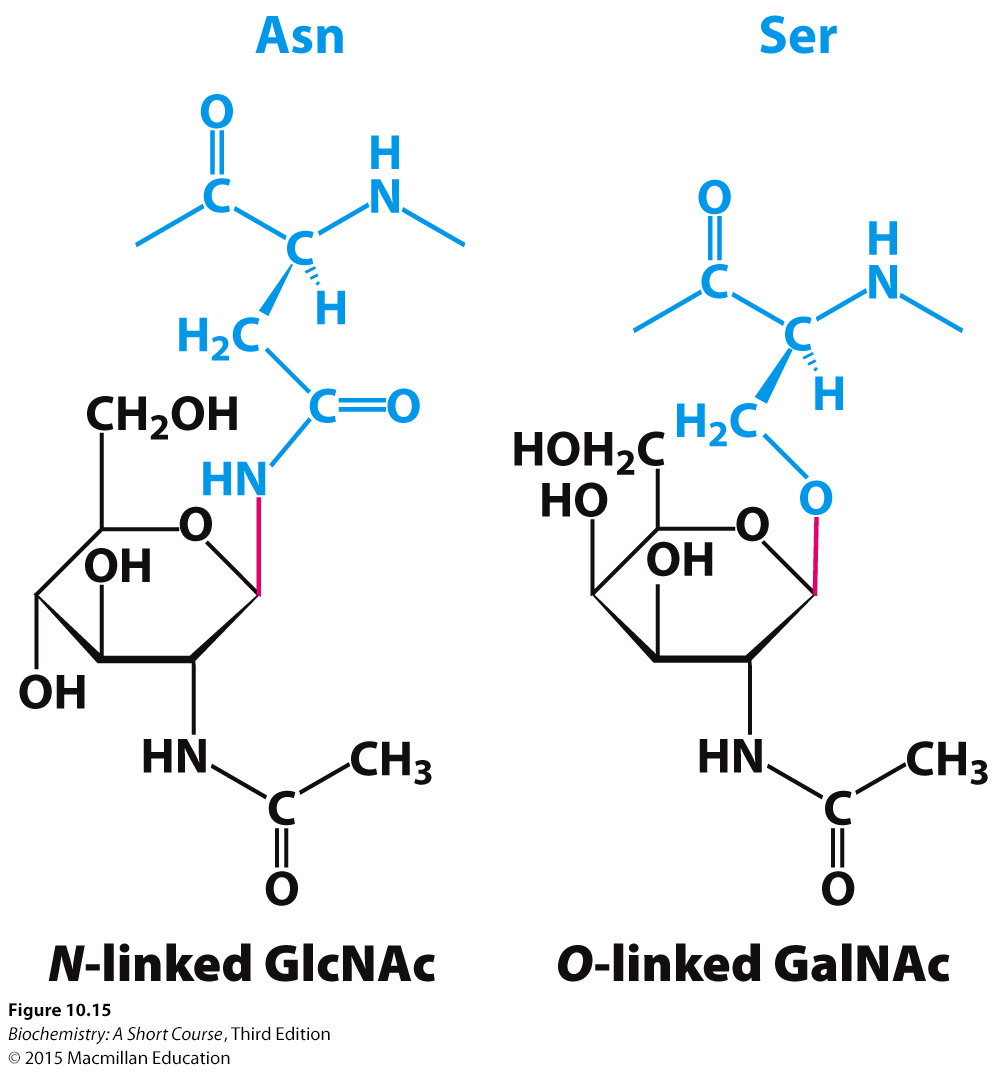 Asn
O
C
H
N
C
H
H₂C
C
O
CH₂OH
HN
O
OH
OH
HN
CH₃
C
O
N-linked GlcNAc
Ser
O
C
H
N
C
H
H₂C
HOH₂C
HO
O
O
OH
HN
CH₃
C
O
O-linked GalNAc
Figure 10.15
Biochemistry: A Short Course, Third Edition
© 2015 Macmillan Education